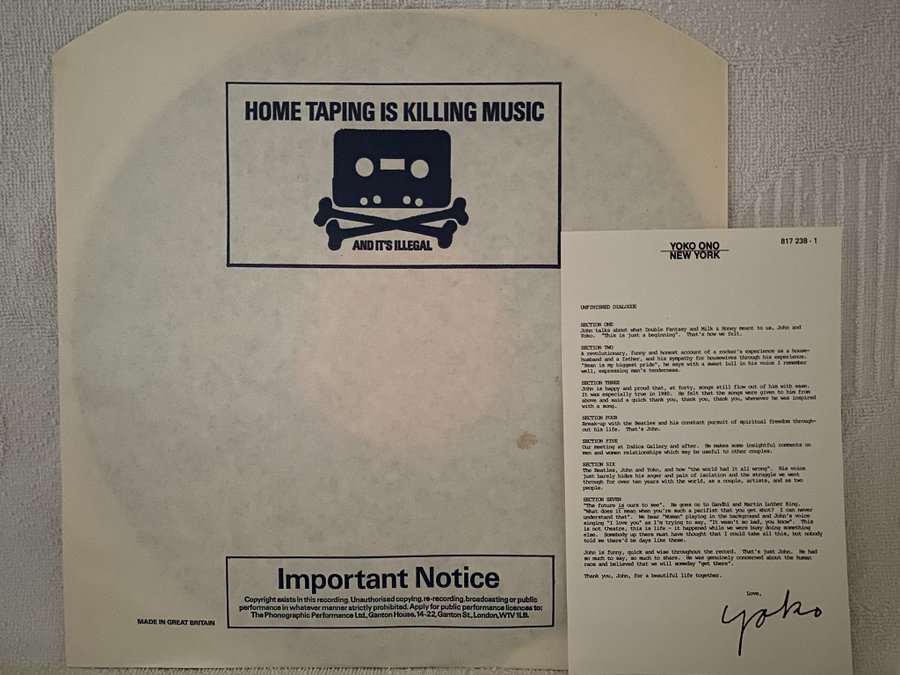 HOME TAPING IS KILLING MUSIC
AND IT'S ILLEGAL
Important Notice
Copyright exists in this recording. Unauthorised copying, re-recording, broadcasting or public
performance in whatever manner strictly prohibited. Apply for public performance licences to:
The Phonographic Performance Ltd., Ganton House, 14-22, Ganton St., London, W1V 1LB.
MADE IN GREAT BRITAIN
YOKO ONO
NEW YORK
817 238 - 1
UNFINISHED DIALOGUE
SECTION ONE
John talks about what Double Fantasy and Milk & Honey meant to us, John and
Yoko. "This is just a beginning". That's how we felt.
SECTION TWO
A revolutionary, funny and honest account of a rocker's experience as a house-
husband and a father, and his sympathy for housewives through his experience.
"Sean is my biggest pride", he says with a sweet lull in his voice I remember
well, expressing man's tenderness.
SECTION THREE
John is happy and proud that, at forty, songs still flow out of him with ease.
It was especially true in 1980. He felt that the songs were given to him from
above and said a quick thank you, thank you, thank you, whenever he was inspired
with a song.
SECTION FOUR
Break-up with the Beatles and his constant pursuit of spiritual freedom through-
out his life. That's John.
SECTION FIVE
Our meeting at Indica Gallery and after. He makes some insightful comments on
men and women relationships which may be useful to other couples.
SECTION SIX
The Beatles, John and Yoko, and how "the world had it all wrong". His voice
just barely hides his anger and pain of isolation and the struggle we went
through for over ten years with the world, as a couple, artists, and as two
people.
SECTION SEVEN
"The future is ours to see". He goes on to Gandhi and Martin Luther King.
"What does it mean when you're such a pacifist that you get shot? I can never
understand that". We hear "Woman" playing in the background and John's voice
singing "I love you" as I'm trying to say, "It wasn't so bad, you know". This
is not theatre, this is life - it happened while we were busy doing something
else. Somebody up there must have thought that I could take all this, but nobody
told me there'd be days like these.
John is funny, quick and wise throughout the record. That's just John. He had
so much to say, so much to share. He was genuinely concerned about the human
race and believed that we will someday "get there".
Thank you, John, for a beautiful life together.
Love,
yoko